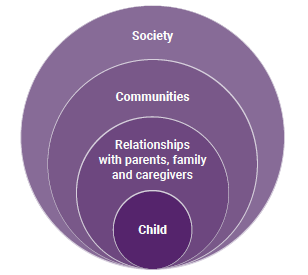 Society
Communities
Relationships
with parents, family
and caregivers
Child